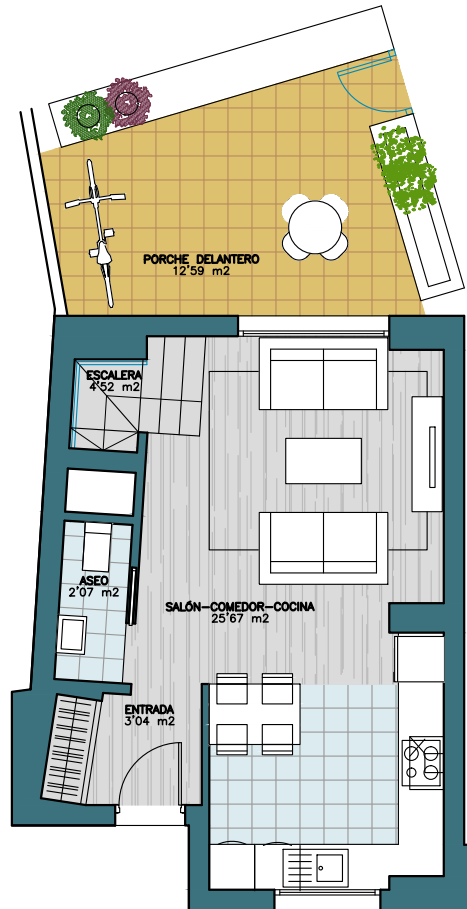 PORCHE DELANTERO
12'59 m2
ESCALERA
4'52 m2
ASEO
2'07 m2
SALÓN-COMEDOR-COCINA
25'67 m2
ENTRADA
3'04 m2